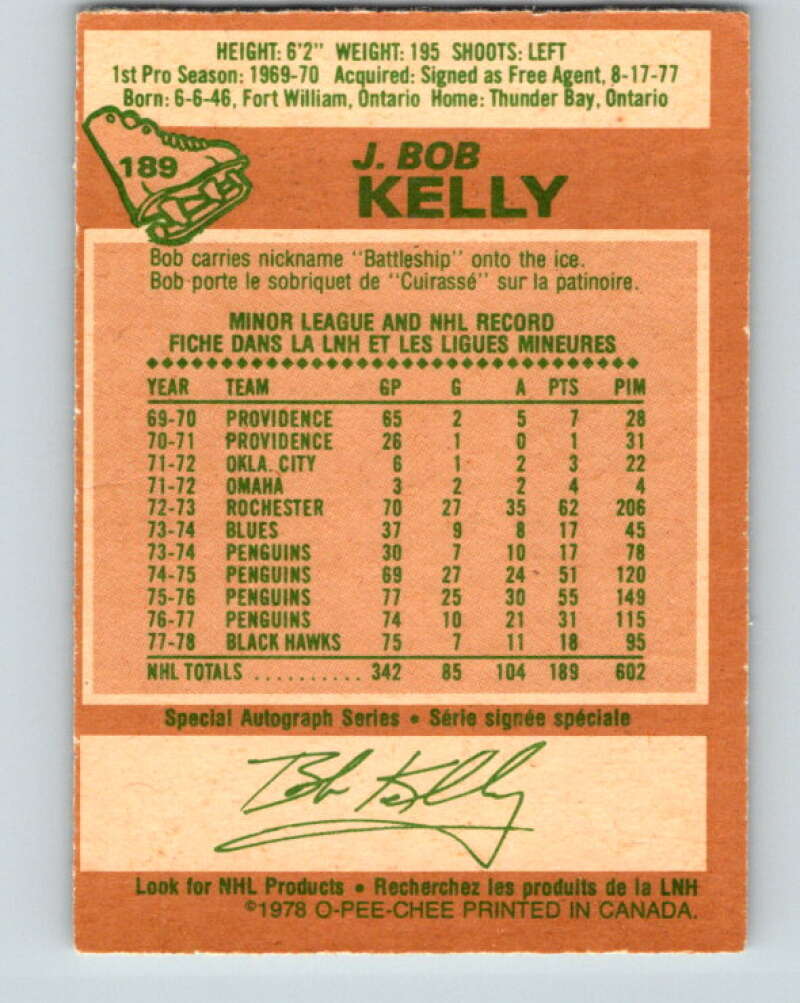 HEIGHT: 6'2" WEIGHT: 195 SHOOTS: LEFT
1st Pro Season: 1969-70 Acquired: Signed as Free Agent, 8-17-77
Born: 6-6-46, Fort William, Ontario Home: Thunder Bay, Ontario
189
J. BOB
KELLY
Bob carries nickname "Battleship" onto the ice.
Bob porte le sobriquet de "Cuirassé" sur la patinoire.
MINOR LEAGUE AND NHL RECORD
FICHE DANS LA LNH ET LES LIGUES MINEURES
YEAR TEAM GP G A PTS PIM
69-70 PROVIDENCE 65 2 5 7 28
70-71 PROVIDENCE 26 1 0 1 31
71-72 OKLA. CITY 6 1 2 3 22
71-72 OMAHA 3 2 2 4 4
72-73 ROCHESTER 70 27 35 62 206
73-74 BLUES 37 9 8 17 45
73-74 PENGUINS 30 7 10 17 78
74-75 PENGUINS 69 27 24 51 120
75-76 PENGUINS 77 25 30 55 149
76-77 PENGUINS 74 10 21 31 115
77-78 BLACK HAWKS 75 7 11 18 95
NHL TOTALS .......... 342 85 104 189 602
Special Autograph Series • Série signée spéciale
Bob Kelly
Look for NHL Products • Recherchez les produits de la LNH
©1978 O-PEE-CHEE PRINTED IN CANADA.